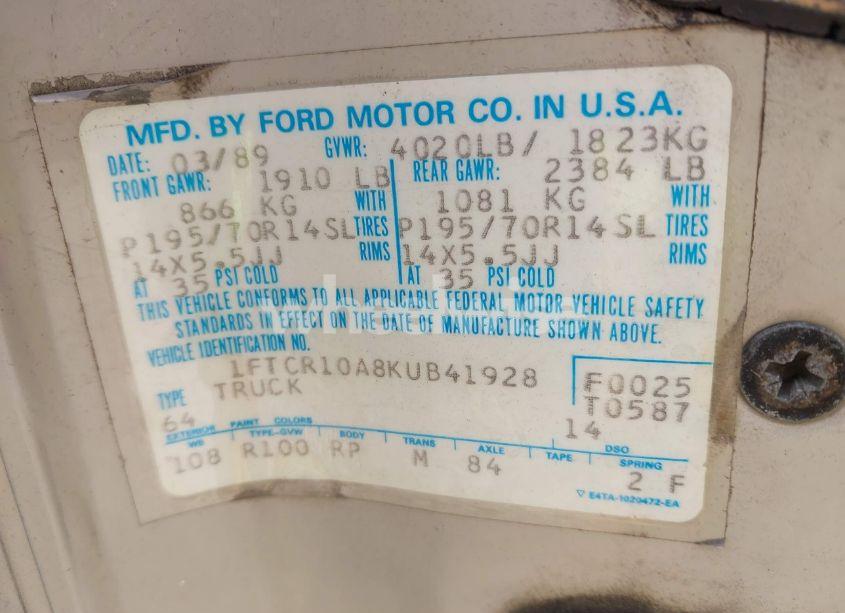 MFD. BY FORD MOTOR CO. IN U.S.A.
DATE: 03/89 GVWR: 4020LB/ 1823KG
FRONT GAWR: 1910 LB REAR GAWR: 2384 LB
866 KG WITH 1081 KG WITH
P195/70R14SL TIRES P195/70R14SL TIRES
14X5.5JJ RIMS 14X5.5JJ RIMS
AT 35 PSI COLD AT 35 PSI COLD
THIS VEHICLE CONFORMS TO ALL APPLICABLE FEDERAL MOTOR VEHICLE SAFETY
STANDARDS IN EFFECT ON THE DATE OF MANUFACTURE SHOWN ABOVE.
VEHICLE IDENTIFICATION NO.
1FTCR10A8KUB41928 F0025
TYPE TRUCK T0587
64 14
EXTERIOR PAINT COLORS DSO
WB TYPE-GVW BODY TRANS AXLE TAPE SPRING
108 R100 RP M 84 2 F
▽ E4TA-1020472-EA